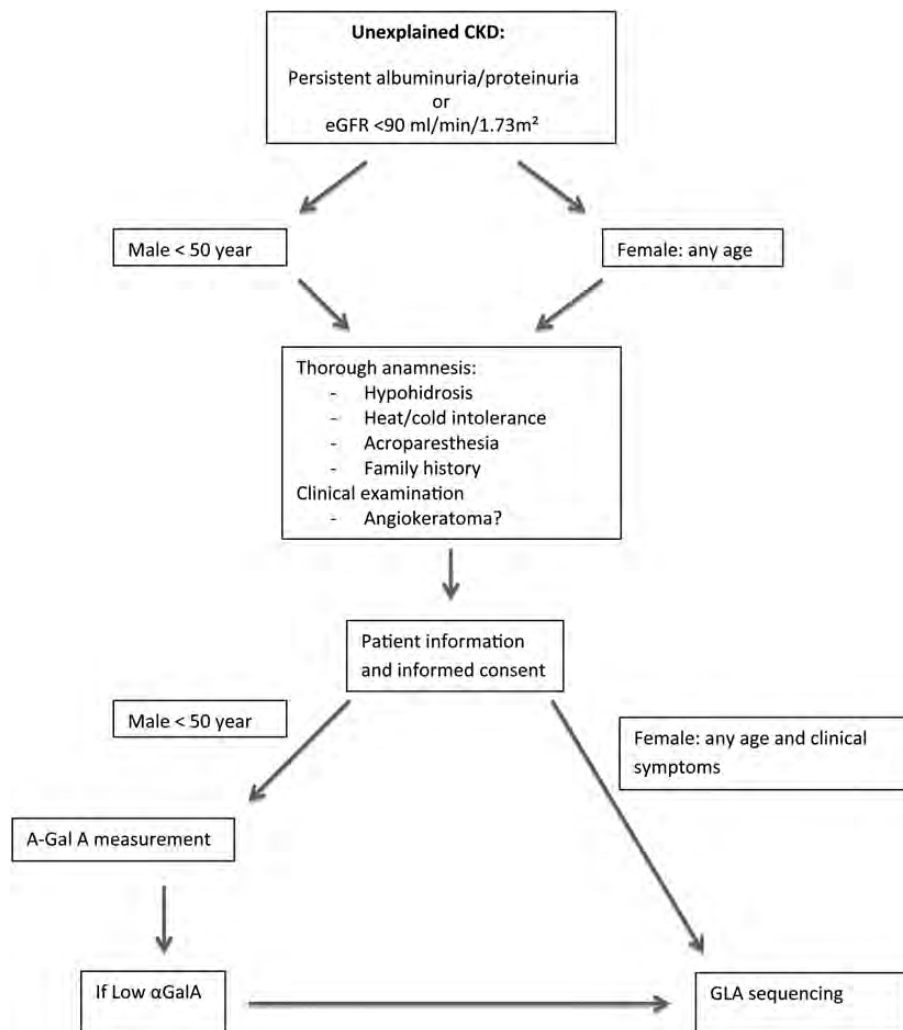 Unexplained CKD:
Persistent albuminuria/proteinuria
or
eGFR <90 ml/min/1.73m²
Male < 50 year
Female: any age
Thorough anamnesis:
- Hypohidrosis
- Heat/cold intolerance
- Acroparesthesia
- Family history
Clinical examination
- Angiokeratoma?
Patient information
and informed consent
Male < 50 year
Female: any age and clinical
symptoms
A-Gal A measurement
If Low αGalA
GLA sequencing